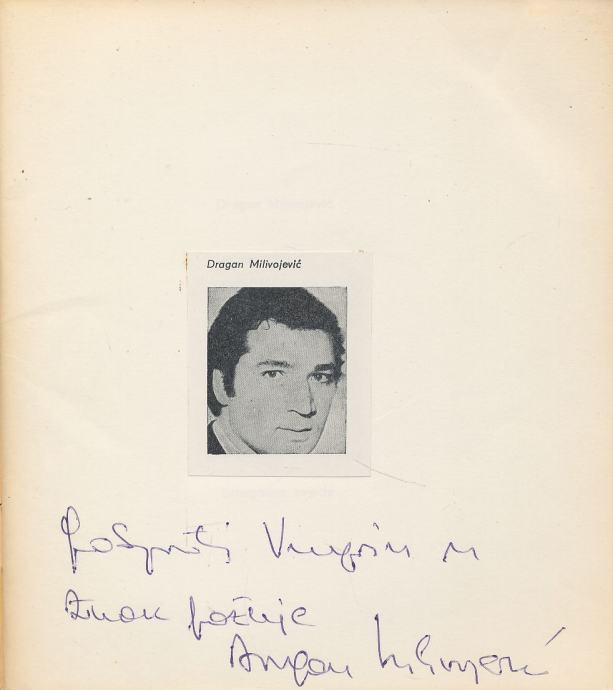 Dragan Milivojević
Gospođi u
znak pažnje
Dragan Milivojević